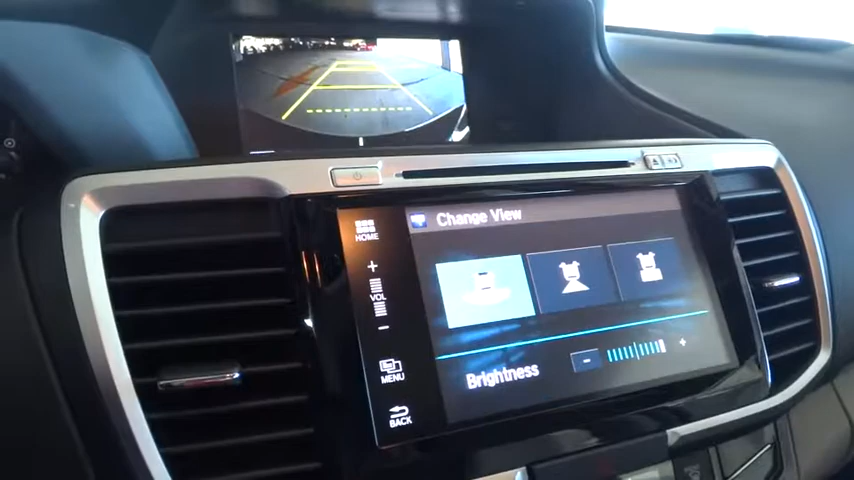 HOME
Change View
+
VOL
-
MENU
BACK
Brightness
-
+